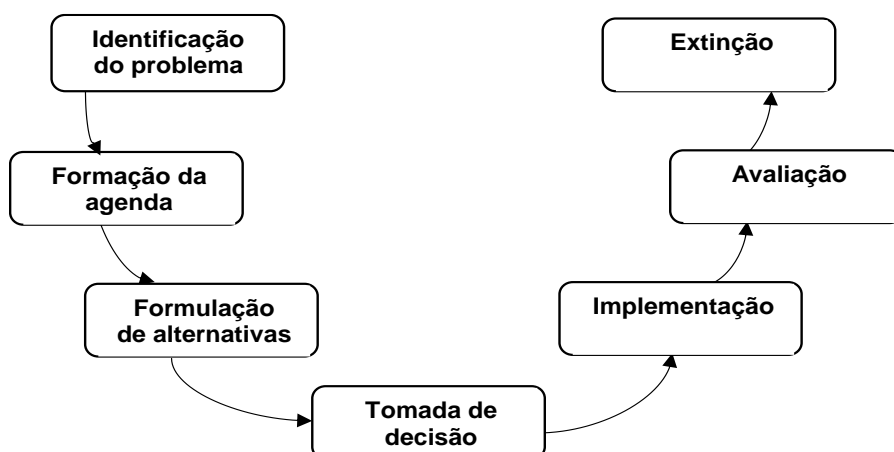 Identificação
do problema
Formação da
agenda
Formulação
de alternativas
Tomada de
decisão
Implementação
Avaliação
Extinção